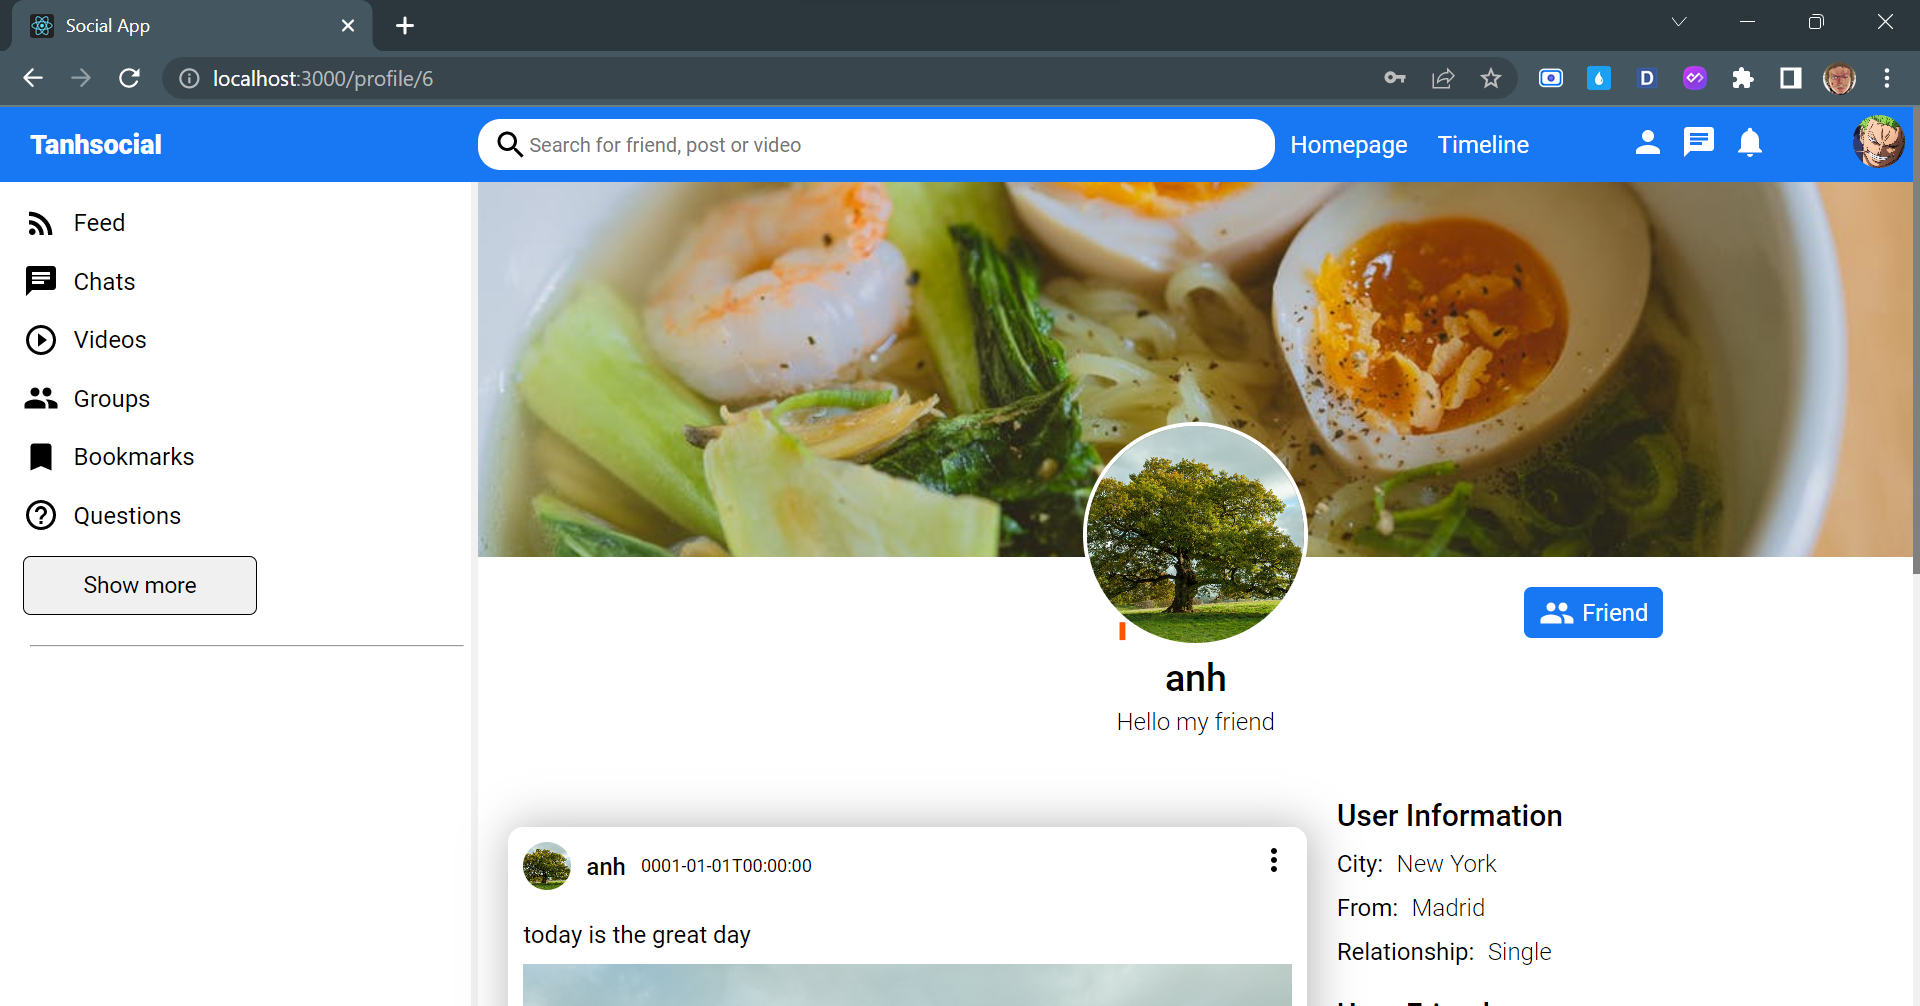 Social App
localhost:3000/profile/6
Tanhsocial
Search for friend, post or video
Homepage
Timeline
Feed
Chats
Videos
Groups
Bookmarks
Questions
Show more
Friend
anh
Hello my friend
anh 0001-01-01T00:00:00
today is the great day
User Information
City: New York
From: Madrid
Relationship: Single